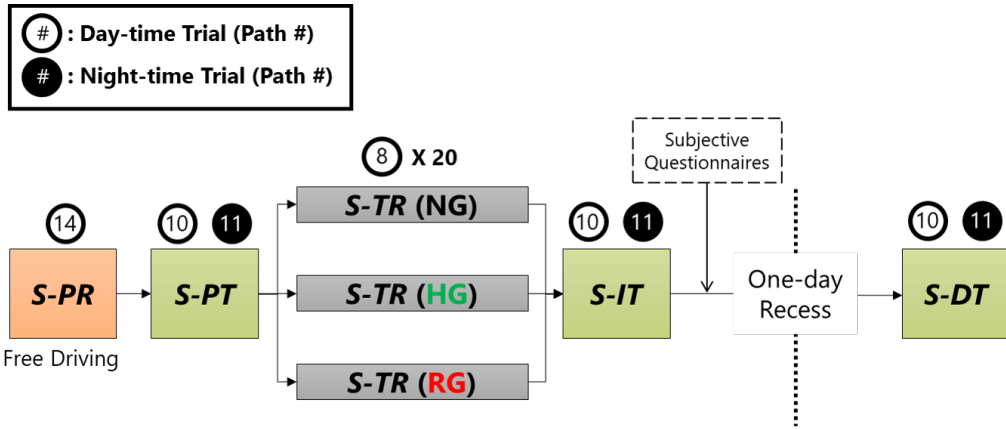 # : Day-time Trial (Path #)
# : Night-time Trial (Path #)
8 X 20
Subjective
Questionnaires
14
10 11
10 11
10 11
S-PR
Free Driving
S-PT
S-TR (NG)
S-TR (HG)
S-TR (RG)
S-IT
One-day
Recess
S-DT